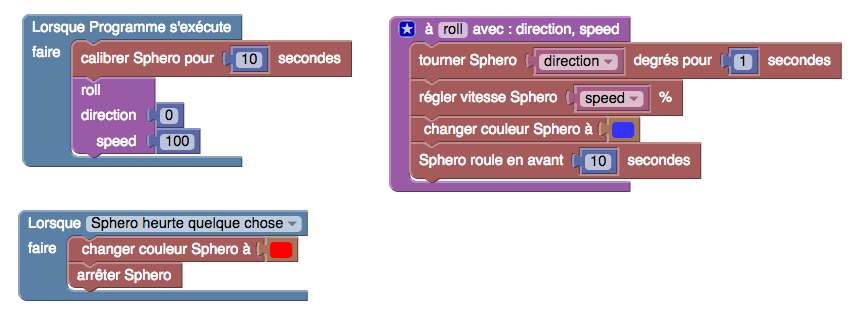 Lorsque Programme s'exécute
faire calibrer Sphero pour 10 secondes
roll
direction 0
speed 100
Lorsque Sphero heurte quelque chose
faire changer couleur Sphero à
arrêter Sphero
à roll avec : direction, speed
tourner Sphero direction degrés pour 1 secondes
régler vitesse Sphero speed %
changer couleur Sphero à
Sphero roule en avant 10 secondes